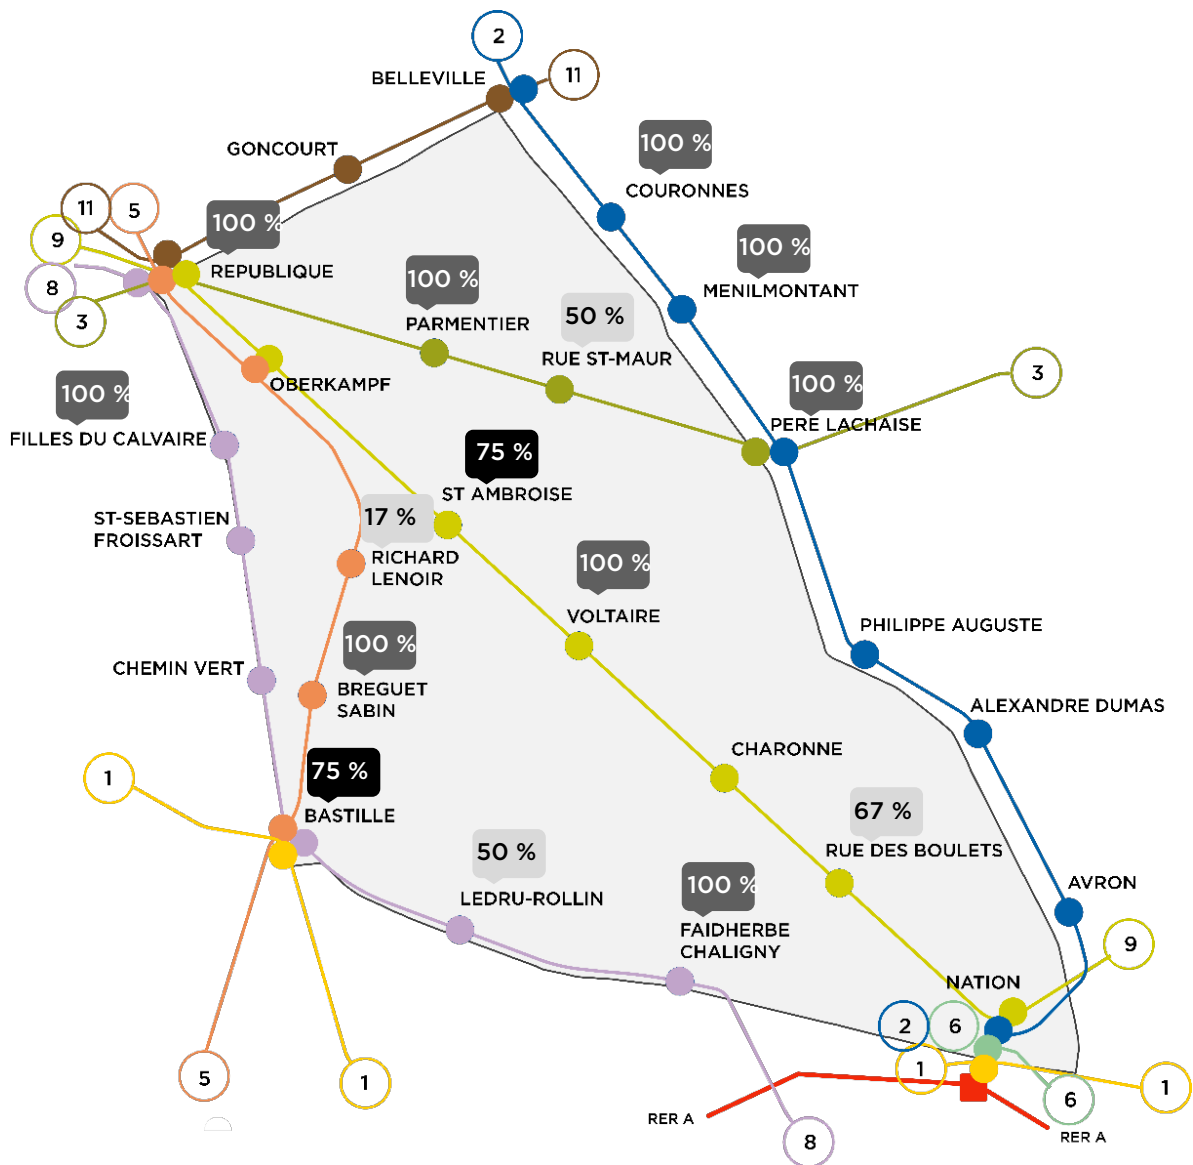 2
11
BELLEVILLE
100 %
COURONNES
GONCOURT
11
5
9
8
3
100 %
REPUBLIQUE
100 %
MENILMONTANT
100 %
PARMENTIER
50 %
RUE ST-MAUR
3
100 %
PERE LACHAISE
OBERKAMPF
100 %
FILLES DU CALVAIRE
75 %
ST AMBROISE
ST-SEBASTIEN
FROISSART
17 %
RICHARD
LENOIR
100 %
VOLTAIRE
PHILIPPE AUGUSTE
CHEMIN VERT
100 %
BREGUET
SABIN
ALEXANDRE DUMAS
1
75 %
BASTILLE
CHARONNE
67 %
RUE DES BOULETS
50 %
LEDRU-ROLLIN
100 %
FAIDHERBE
CHALIGNY
AVRON
9
NATION
2
6
1
5
1
1
6
RER A
RER A
8